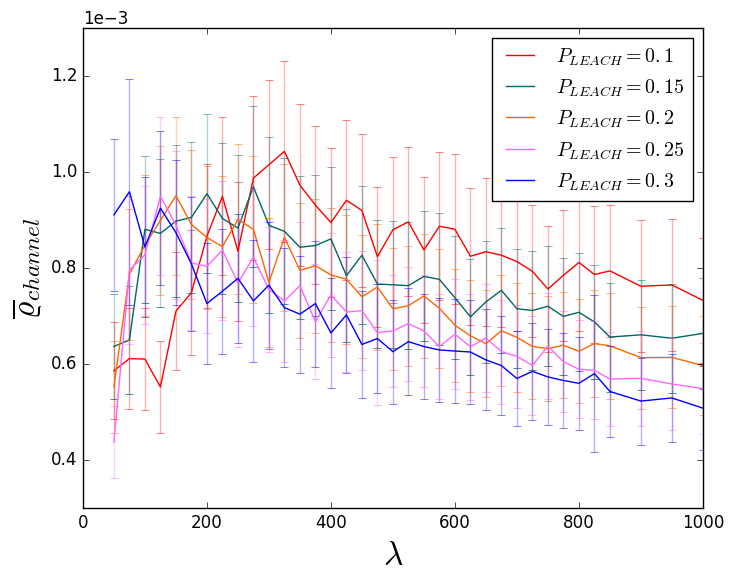 1e−3
1.2
1.0
0.8
0.6
0.4
0 200 400 600 800 1000
λ
ϱ̅_channel
P_LEACH = 0.1
P_LEACH = 0.15
P_LEACH = 0.2
P_LEACH = 0.25
P_LEACH = 0.3